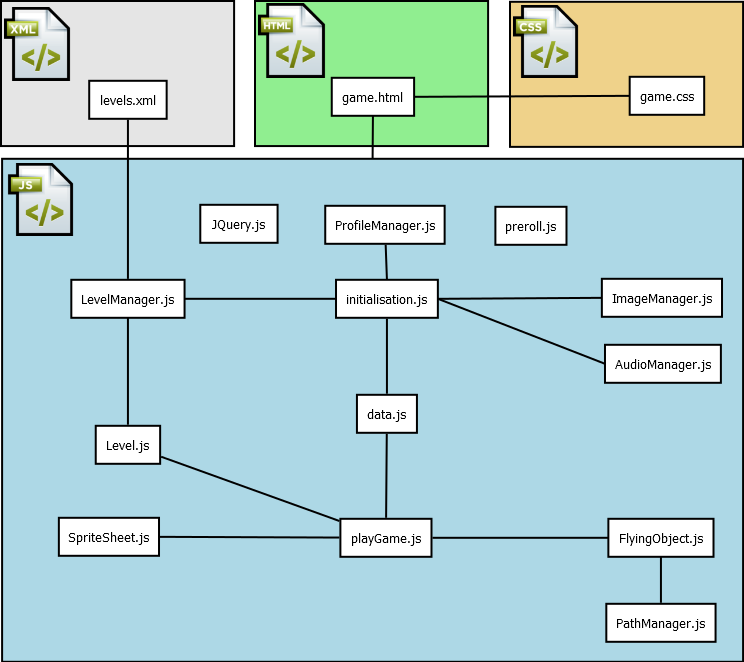 XML
HTML
CSS
levels.xml
game.html
game.css
JS
JQuery.js
ProfileManager.js
preroll.js
LevelManager.js
initialisation.js
ImageManager.js
AudioManager.js
data.js
Level.js
SpriteSheet.js
playGame.js
FlyingObject.js
PathManager.js